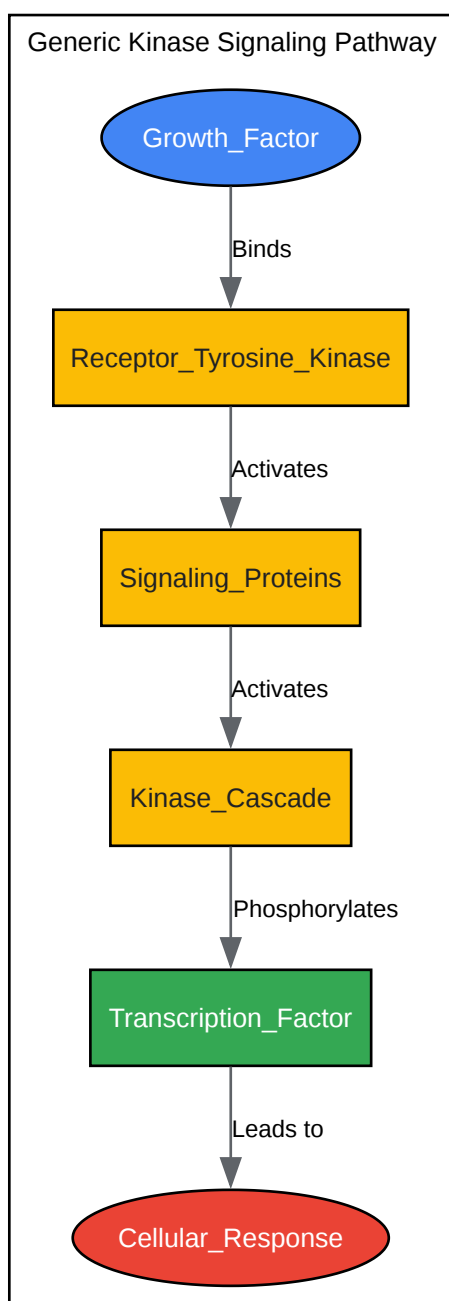 Generic Kinase Signaling Pathway
Growth_Factor
Binds
Receptor_Tyrosine_Kinase
Activates
Signaling_Proteins
Activates
Kinase_Cascade
Phosphorylates
Transcription_Factor
Leads to
Cellular_Response